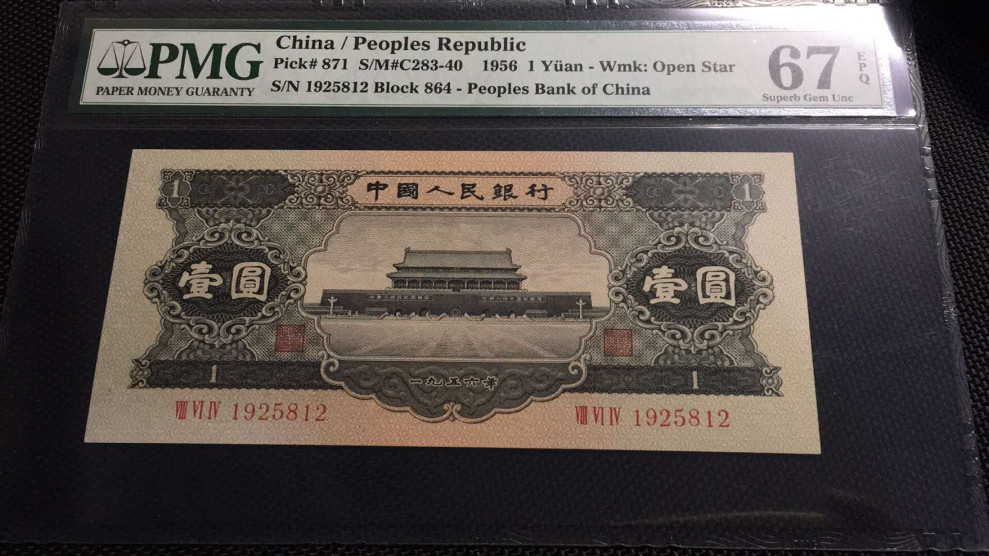 PMG
PAPER MONEY GUARANTY
China / Peoples Republic
Pick# 871 S/M#C283-40 1956 1 Yüan - Wmk: Open Star
S/N 1925812 Block 864 - Peoples Bank of China
67 EPQ
Superb Gem Unc
中國人民銀行
1 1
壹圓 壹圓
一九五六年
1 1
VIII VI IV 1925812 VIII VI IV 1925812